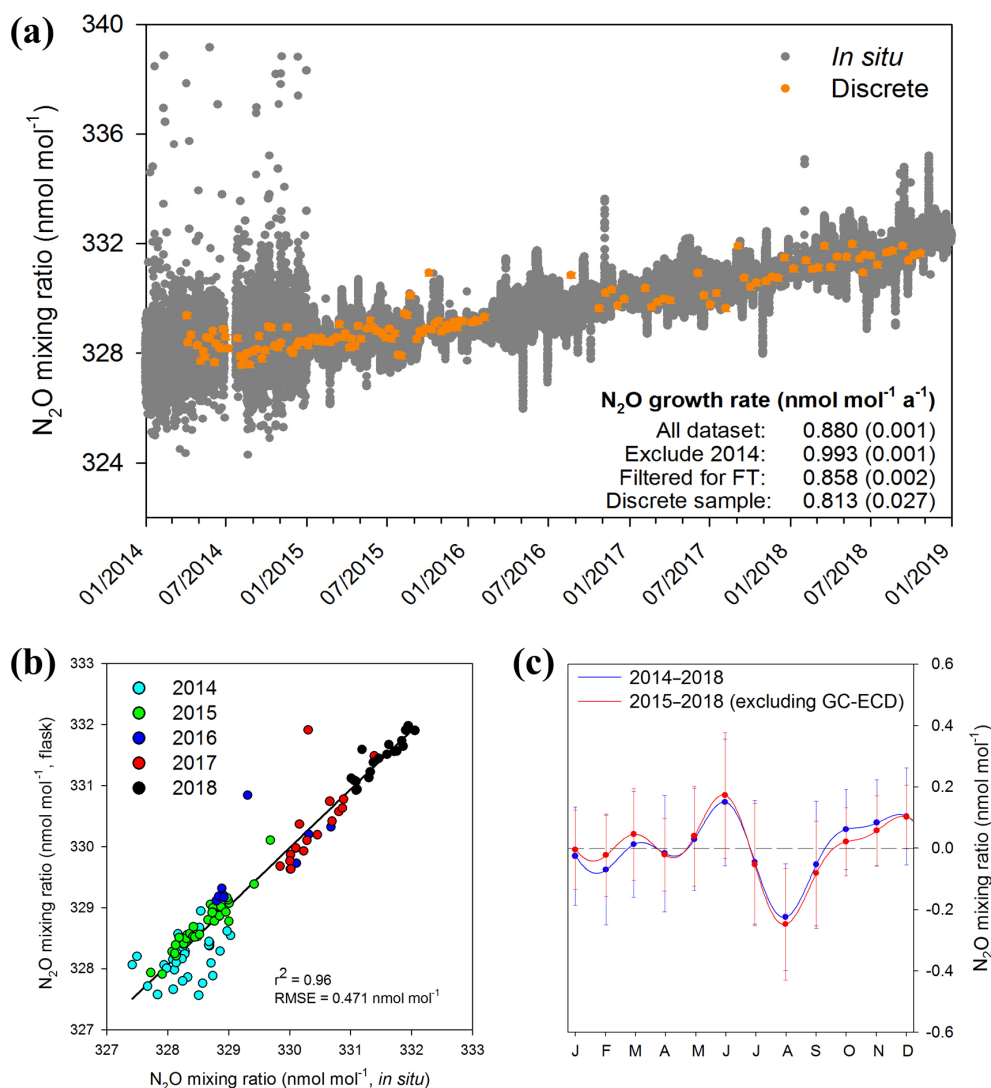 (a)
340
336
332
328
324
N₂O mixing ratio (nmol mol⁻¹)
In situ
Discrete
N₂O growth rate (nmol mol⁻¹ a⁻¹)
All dataset: 0.880 (0.001)
Exclude 2014: 0.993 (0.001)
Filtered for FT: 0.858 (0.002)
Discrete sample: 0.813 (0.027)
01/2014 07/2014 01/2015 07/2015 01/2016 07/2016 01/2017 07/2017 01/2018 07/2018 01/2019
(b)
333
332
331
330
329
328
327
N₂O mixing ratio (nmol mol⁻¹, flask)
2014
2015
2016
2017
2018
r² = 0.96
RMSE = 0.471 nmol mol⁻¹
327 328 329 330 331 332 333
N₂O mixing ratio (nmol mol⁻¹, in situ)
(c)
2014–2018
2015–2018 (excluding GC-ECD)
0.6
0.4
0.2
0.0
-0.2
-0.4
-0.6
N₂O mixing ratio (nmol mol⁻¹)
J F M A M J J A S O N D